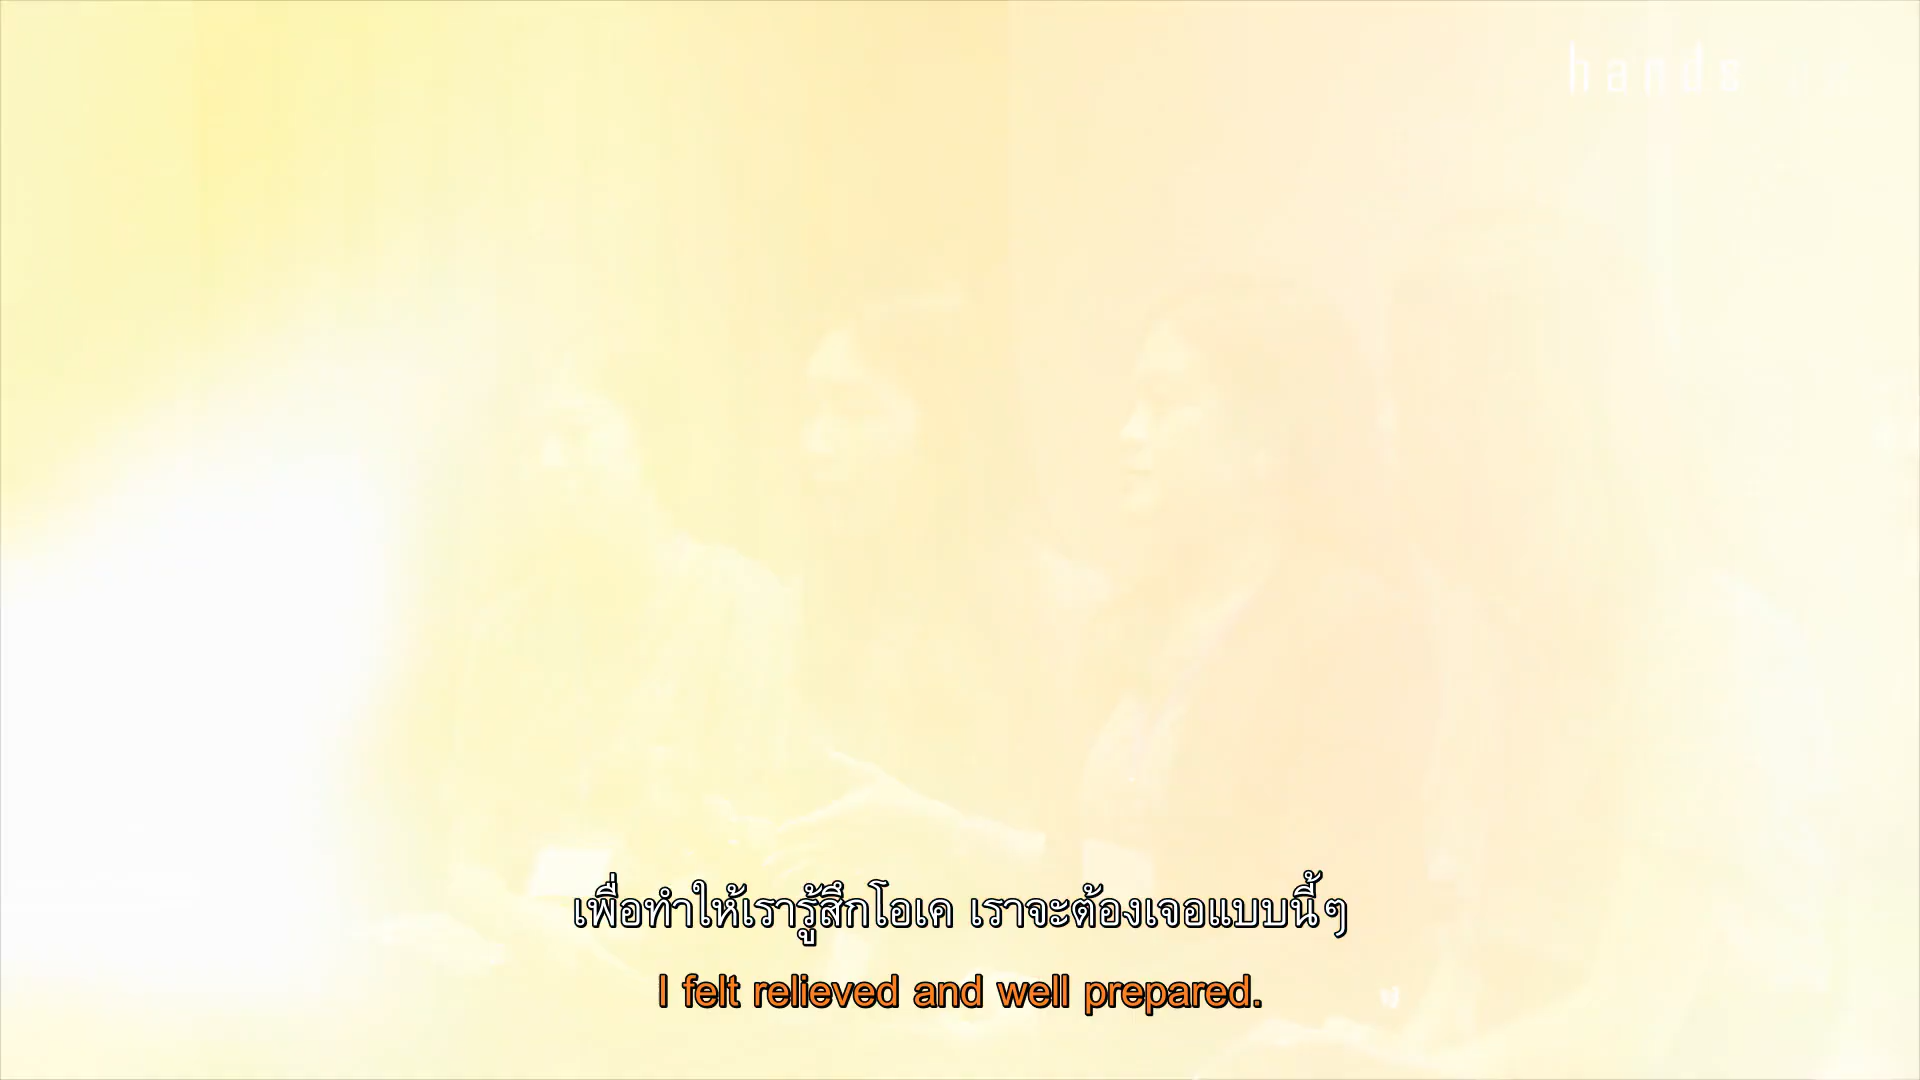 hands
เพื่อทำให้เรารู้สึกโอเค เราจะต้องเจอแบบนี้ๆ
I felt relieved and well prepared.